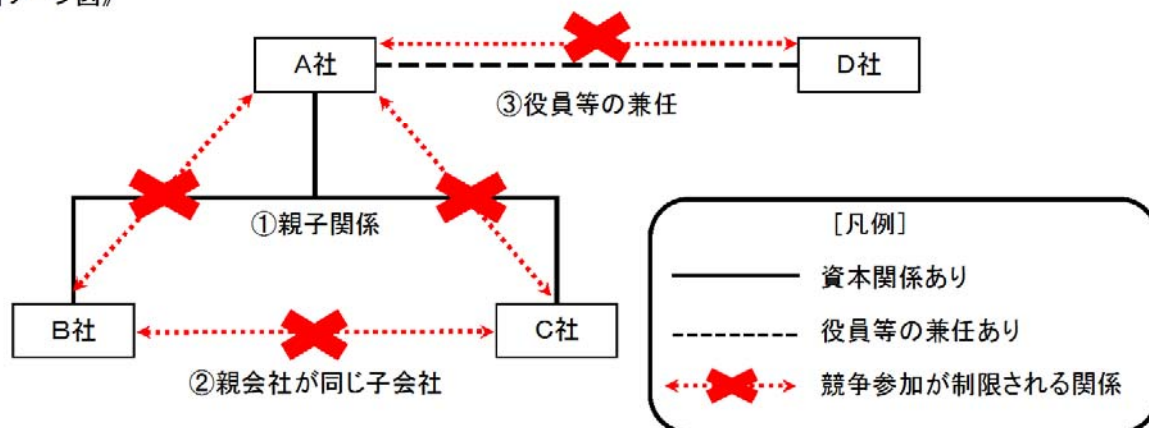 A社
D社
③役員等の兼任
①親子関係
[凡例]
資本関係あり
B社
C社
役員等の兼任あり
②親会社が同じ子会社
競争参加が制限される関係